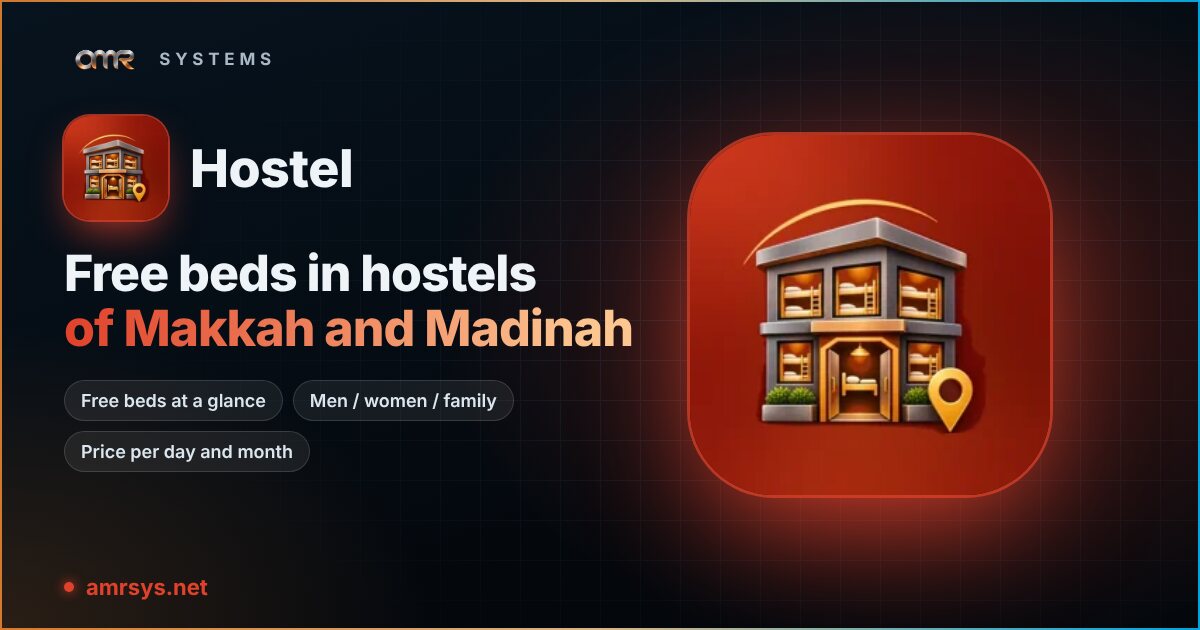 OMR SYSTEMS
Hostel
Free beds in hostels
of Makkah and Madinah
Free beds at a glance
Men / women / family
Price per day and month
amrsys.net